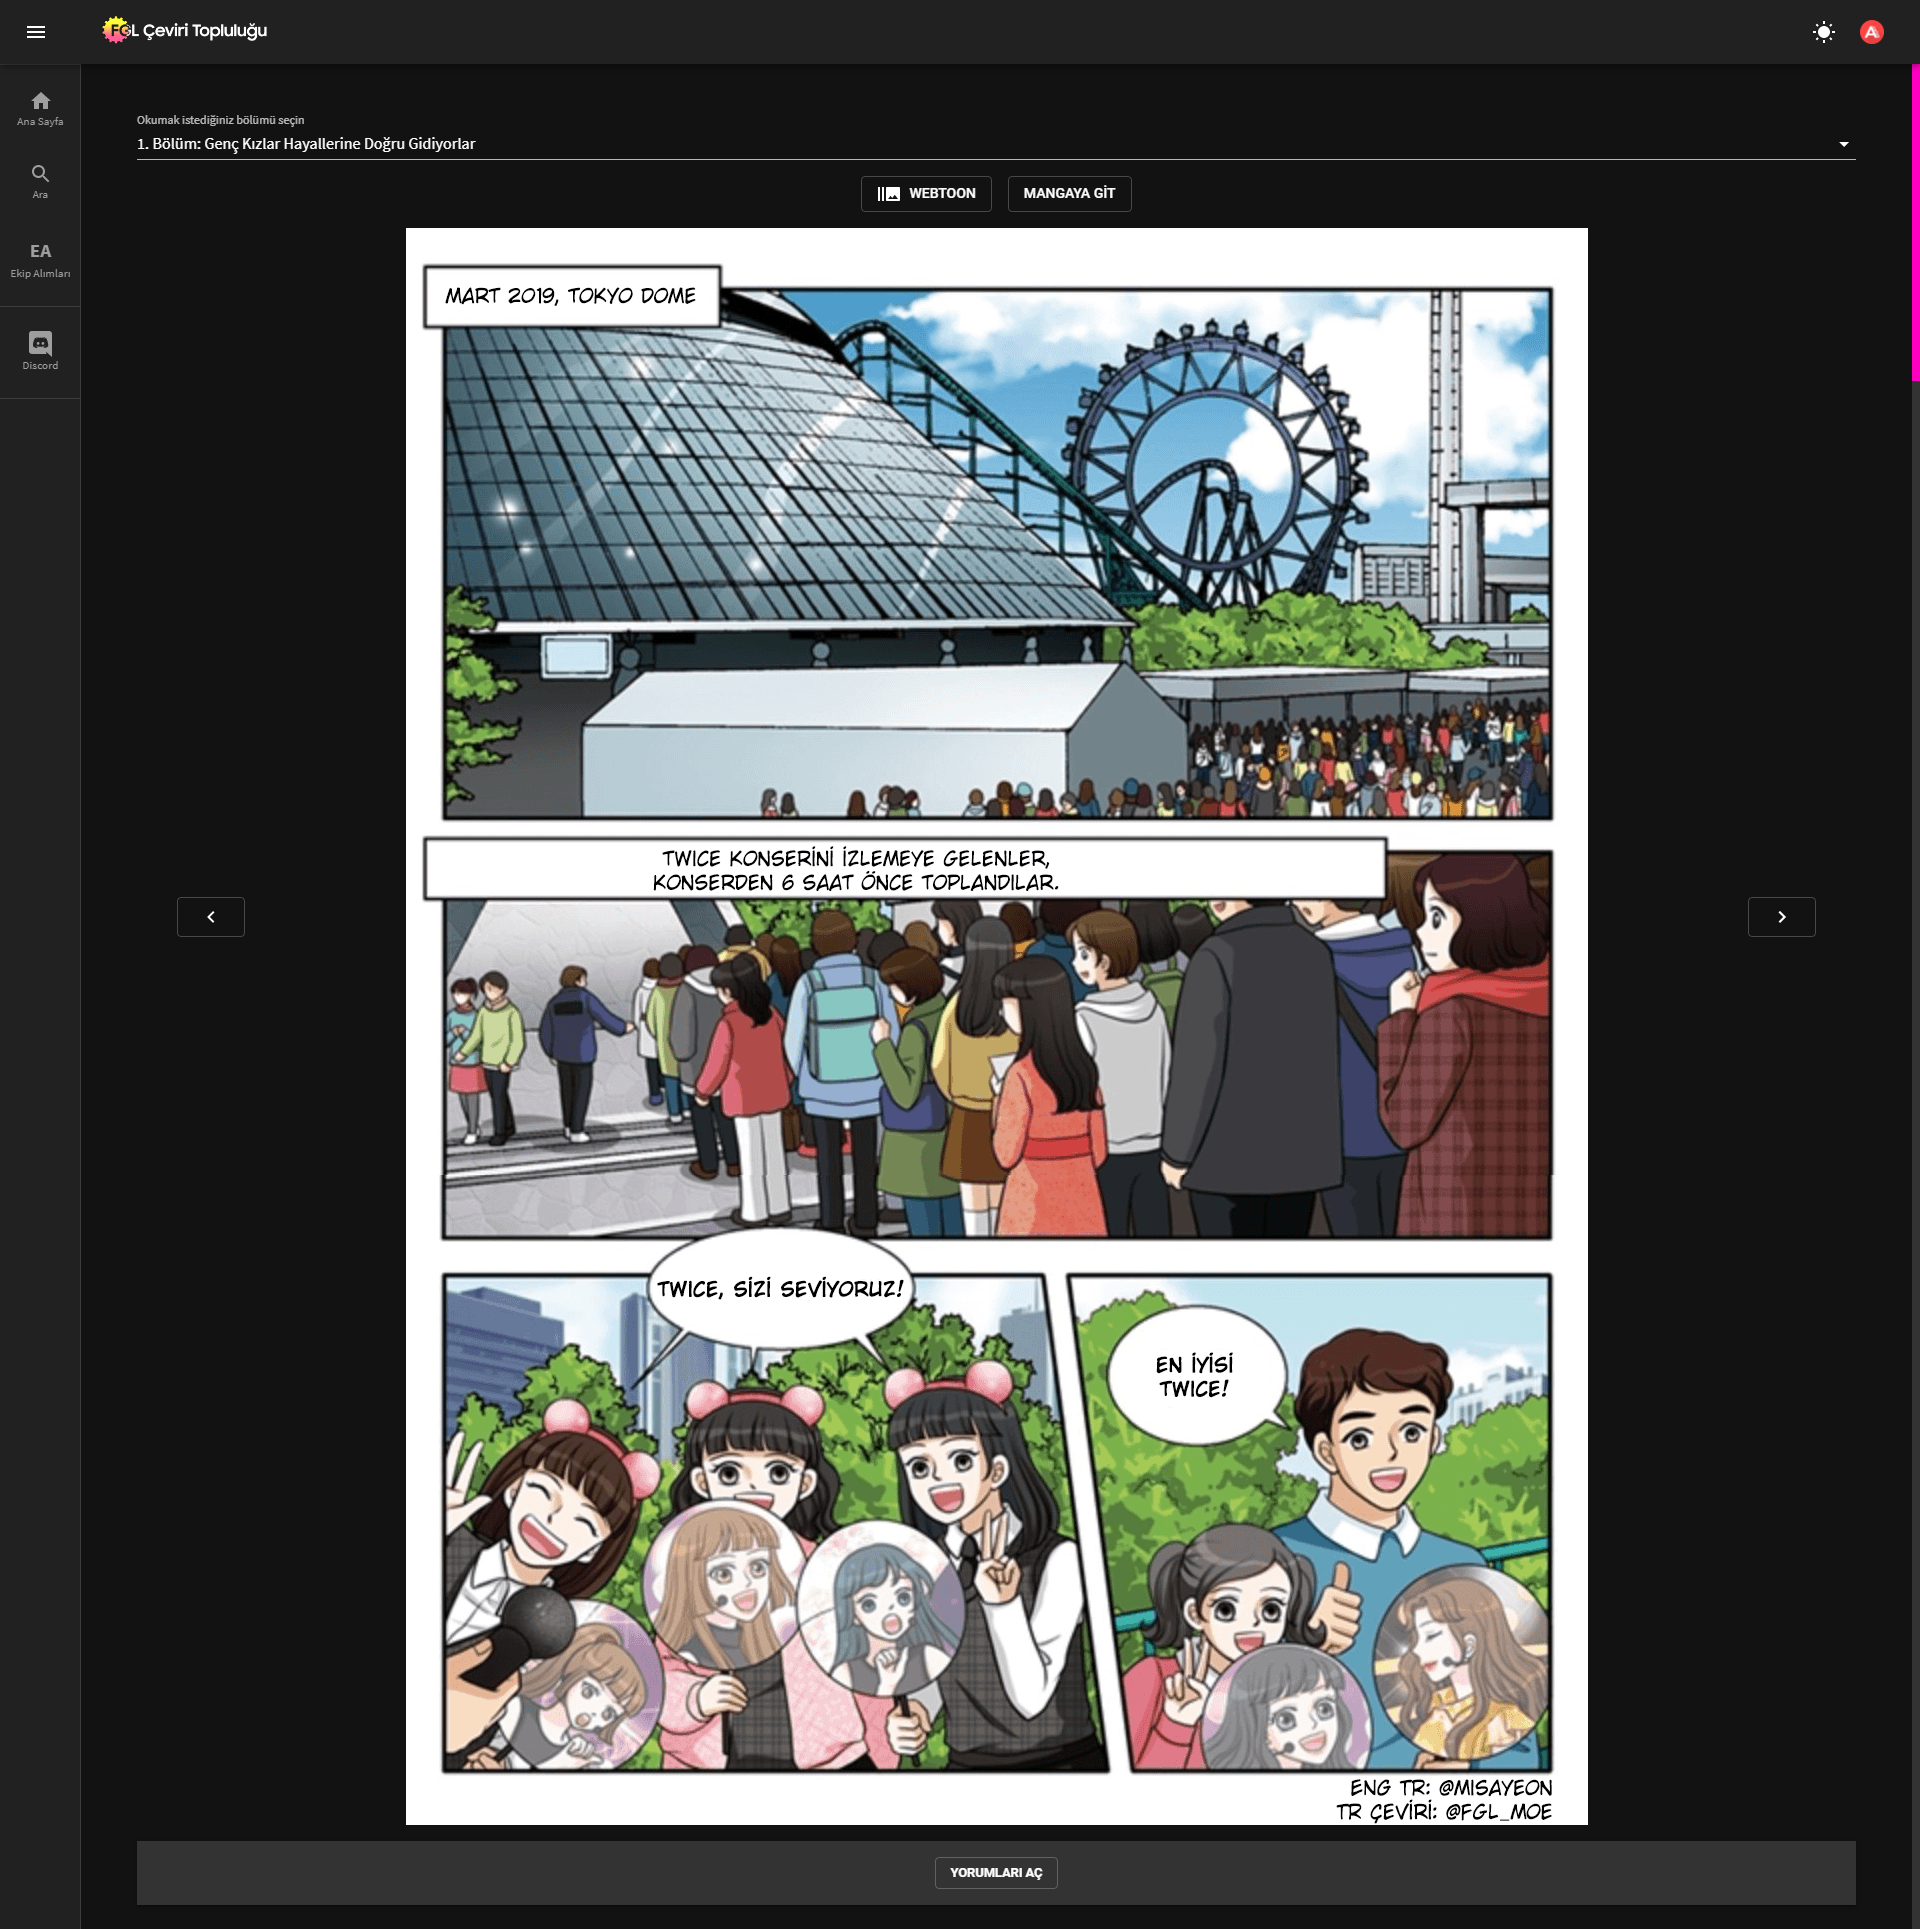 FGL Çeviri Topluluğu
Ana Sayfa
Ara
EA
Ekip Alımları
Discord
Okumak istediğiniz bölümü seçin
1. Bölüm: Genç Kızlar Hayallerine Doğru Gidiyorlar
WEBTOON
MANGAYA GİT
MART 2019, TOKYO DOME
TWICE KONSERİNİ İZLEMEYE GELENLER,
KONSERDEN 6 SAAT ÖNCE TOPLANDILAR.
TWICE, SİZİ SEVİYORUZ!
EN İYİSİ
TWICE!
ENG TR: @MISAYEON
TR ÇEVİRİ: @FGL_MOE
YORUMLARI AÇ